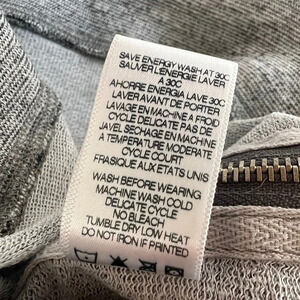 SAVE ENERGY WASH AT 30C
SAUVER L'ENERGIE LAVER
A 30C
AHORRE ENERGIA LAVE 30C
LAVER AVANT DE PORTER
LAVAGE EN MACHINE A FROID
CYCLE DELICATE PAS DE
JAVEL SECHAGE EN MACHINE
A TEMPERATURE MODERATE
CYCLE COURT
FRASIQUE AUX ETATS UNIS
WASH BEFORE WEARING
MACHINE WASH COLD
DELICATE CYCLE
NO BLEACH
TUMBLE DRY LOW HEAT
DO NOT IRON IF PRINTED